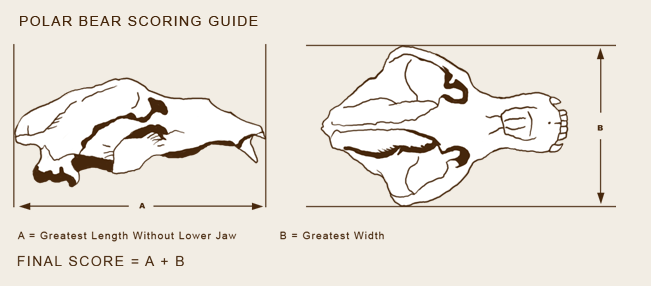 POLAR BEAR SCORING GUIDE
A
B
A = Greatest Length Without Lower Jaw
B = Greatest Width
FINAL SCORE = A + B